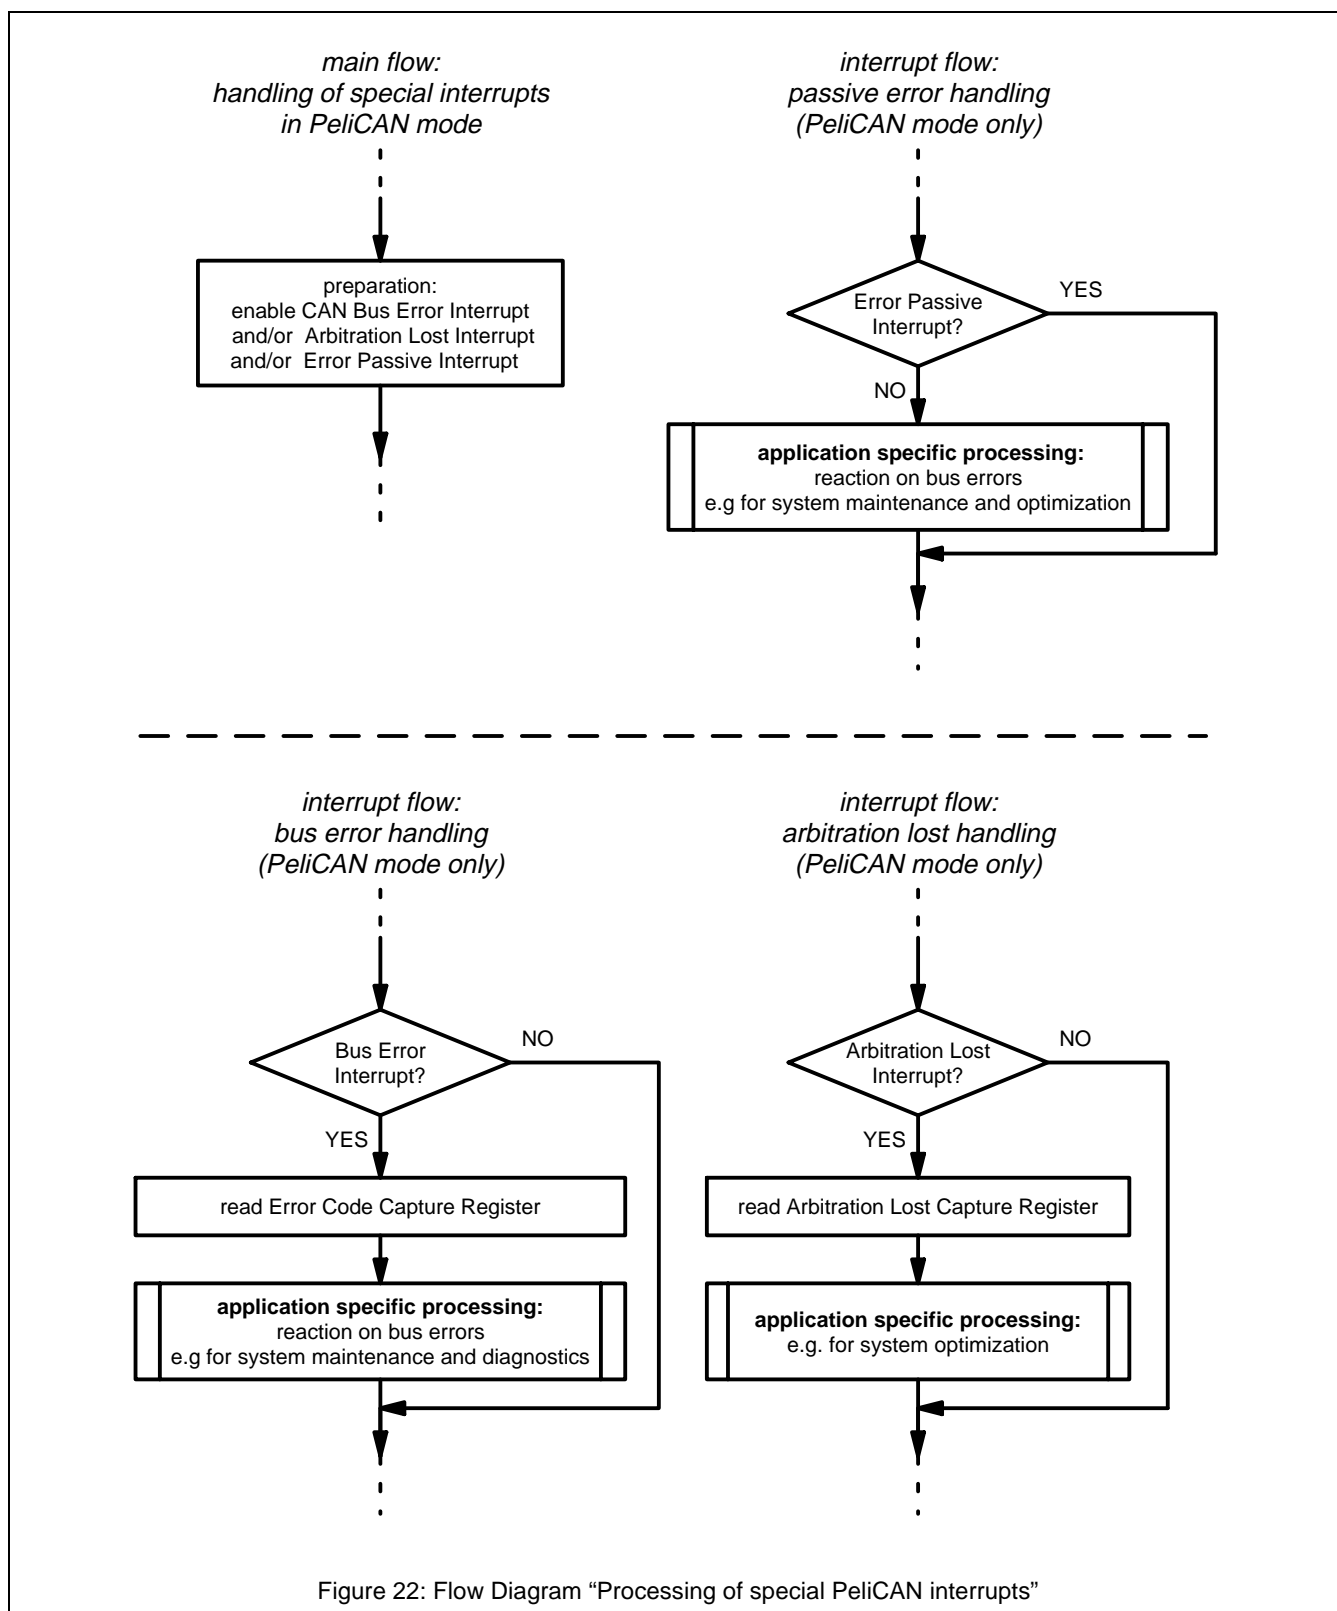 main flow:
handling of special interrupts
in PeliCAN mode
preparation:
enable CAN Bus Error Interrupt
and/or Arbitration Lost Interrupt
and/or Error Passive Interrupt
interrupt flow:
passive error handling
(PeliCAN mode only)
Error Passive
Interrupt?
YES
NO
application specific processing:
reaction on bus errors
e.g for system maintenance and optimization
interrupt flow:
bus error handling
(PeliCAN mode only)
Bus Error
Interrupt?
NO
YES
read Error Code Capture Register
application specific processing:
reaction on bus errors
e.g for system maintenance and diagnostics
interrupt flow:
arbitration lost handling
(PeliCAN mode only)
Arbitration Lost
Interrupt?
NO
YES
read Arbitration Lost Capture Register
application specific processing:
e.g. for system optimization
Figure 22: Flow Diagram “Processing of special PeliCAN interrupts”